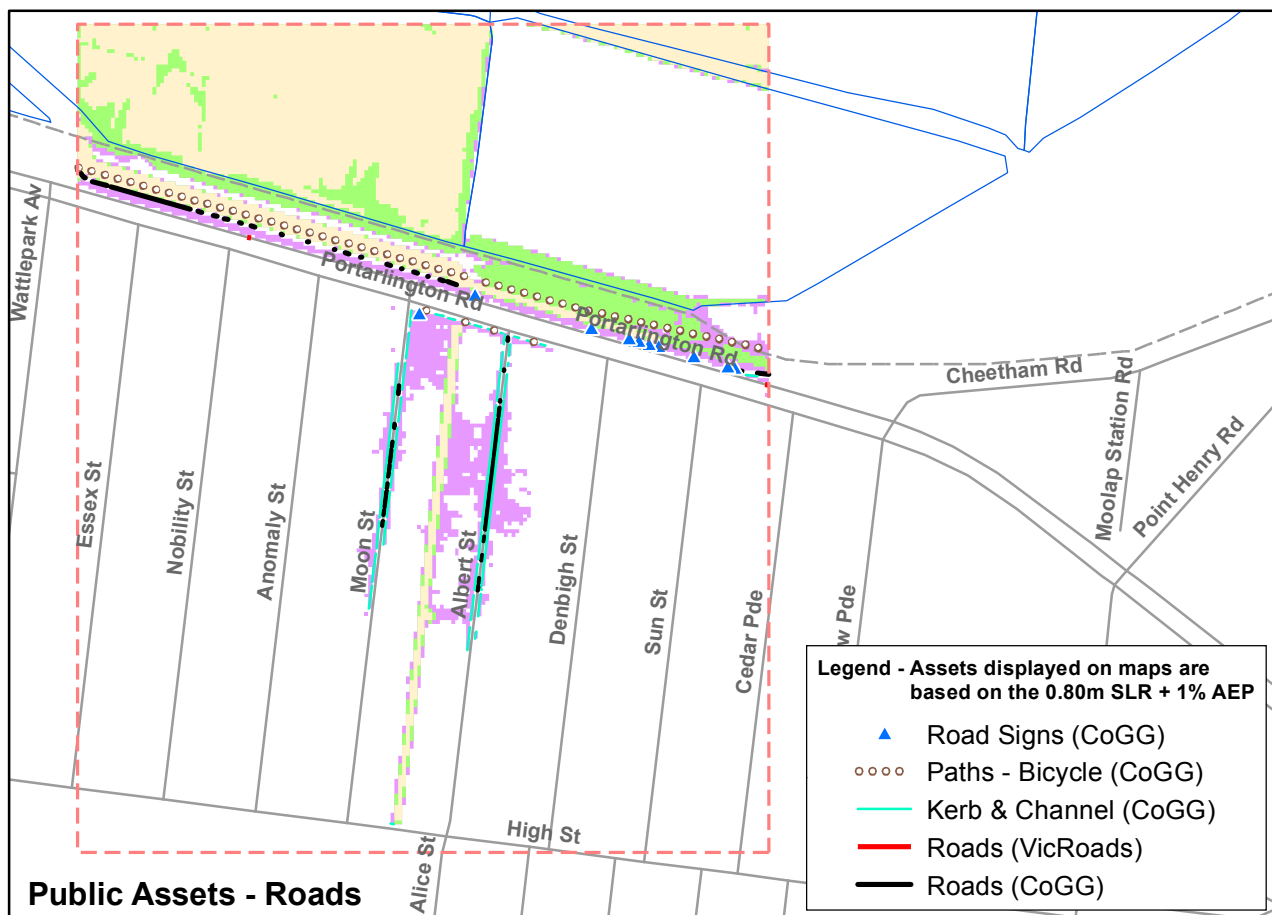 Portarlington Rd
Portarlington Rd
Wattlepark Av
Essex St
Nobility St
Anomaly St
Moon St
Albert St
Denbigh St
Sun St
Cedar Pde
w Pde
Cheetham Rd
Moolap Station Rd
Point Henry Rd
High St
Alice St
Legend - Assets displayed on maps are
based on the 0.80m SLR + 1% AEP
Road Signs (CoGG)
Paths - Bicycle (CoGG)
Kerb & Channel (CoGG)
Roads (VicRoads)
Roads (CoGG)
Public Assets - Roads